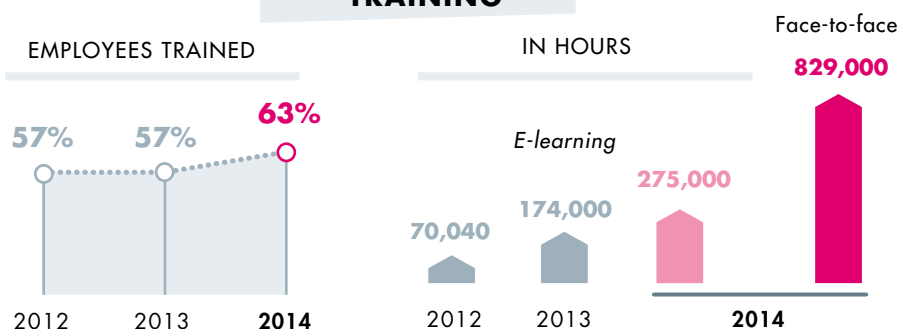 TRAINING
EMPLOYEES TRAINED
57%
57%
63%
2012
2013
2014
IN HOURS
E-learning
Face-to-face
70,040
174,000
275,000
829,000
2012
2013
2014